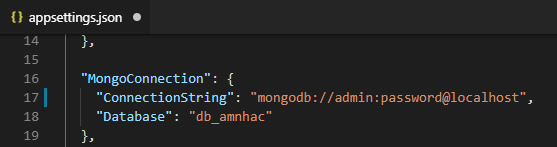 { } appsettings.json
14 },
15
16 "MongoConnection": {
17 "ConnectionString": "mongodb://admin:password@localhost",
18 "Database": "db_amnhac"
19 },